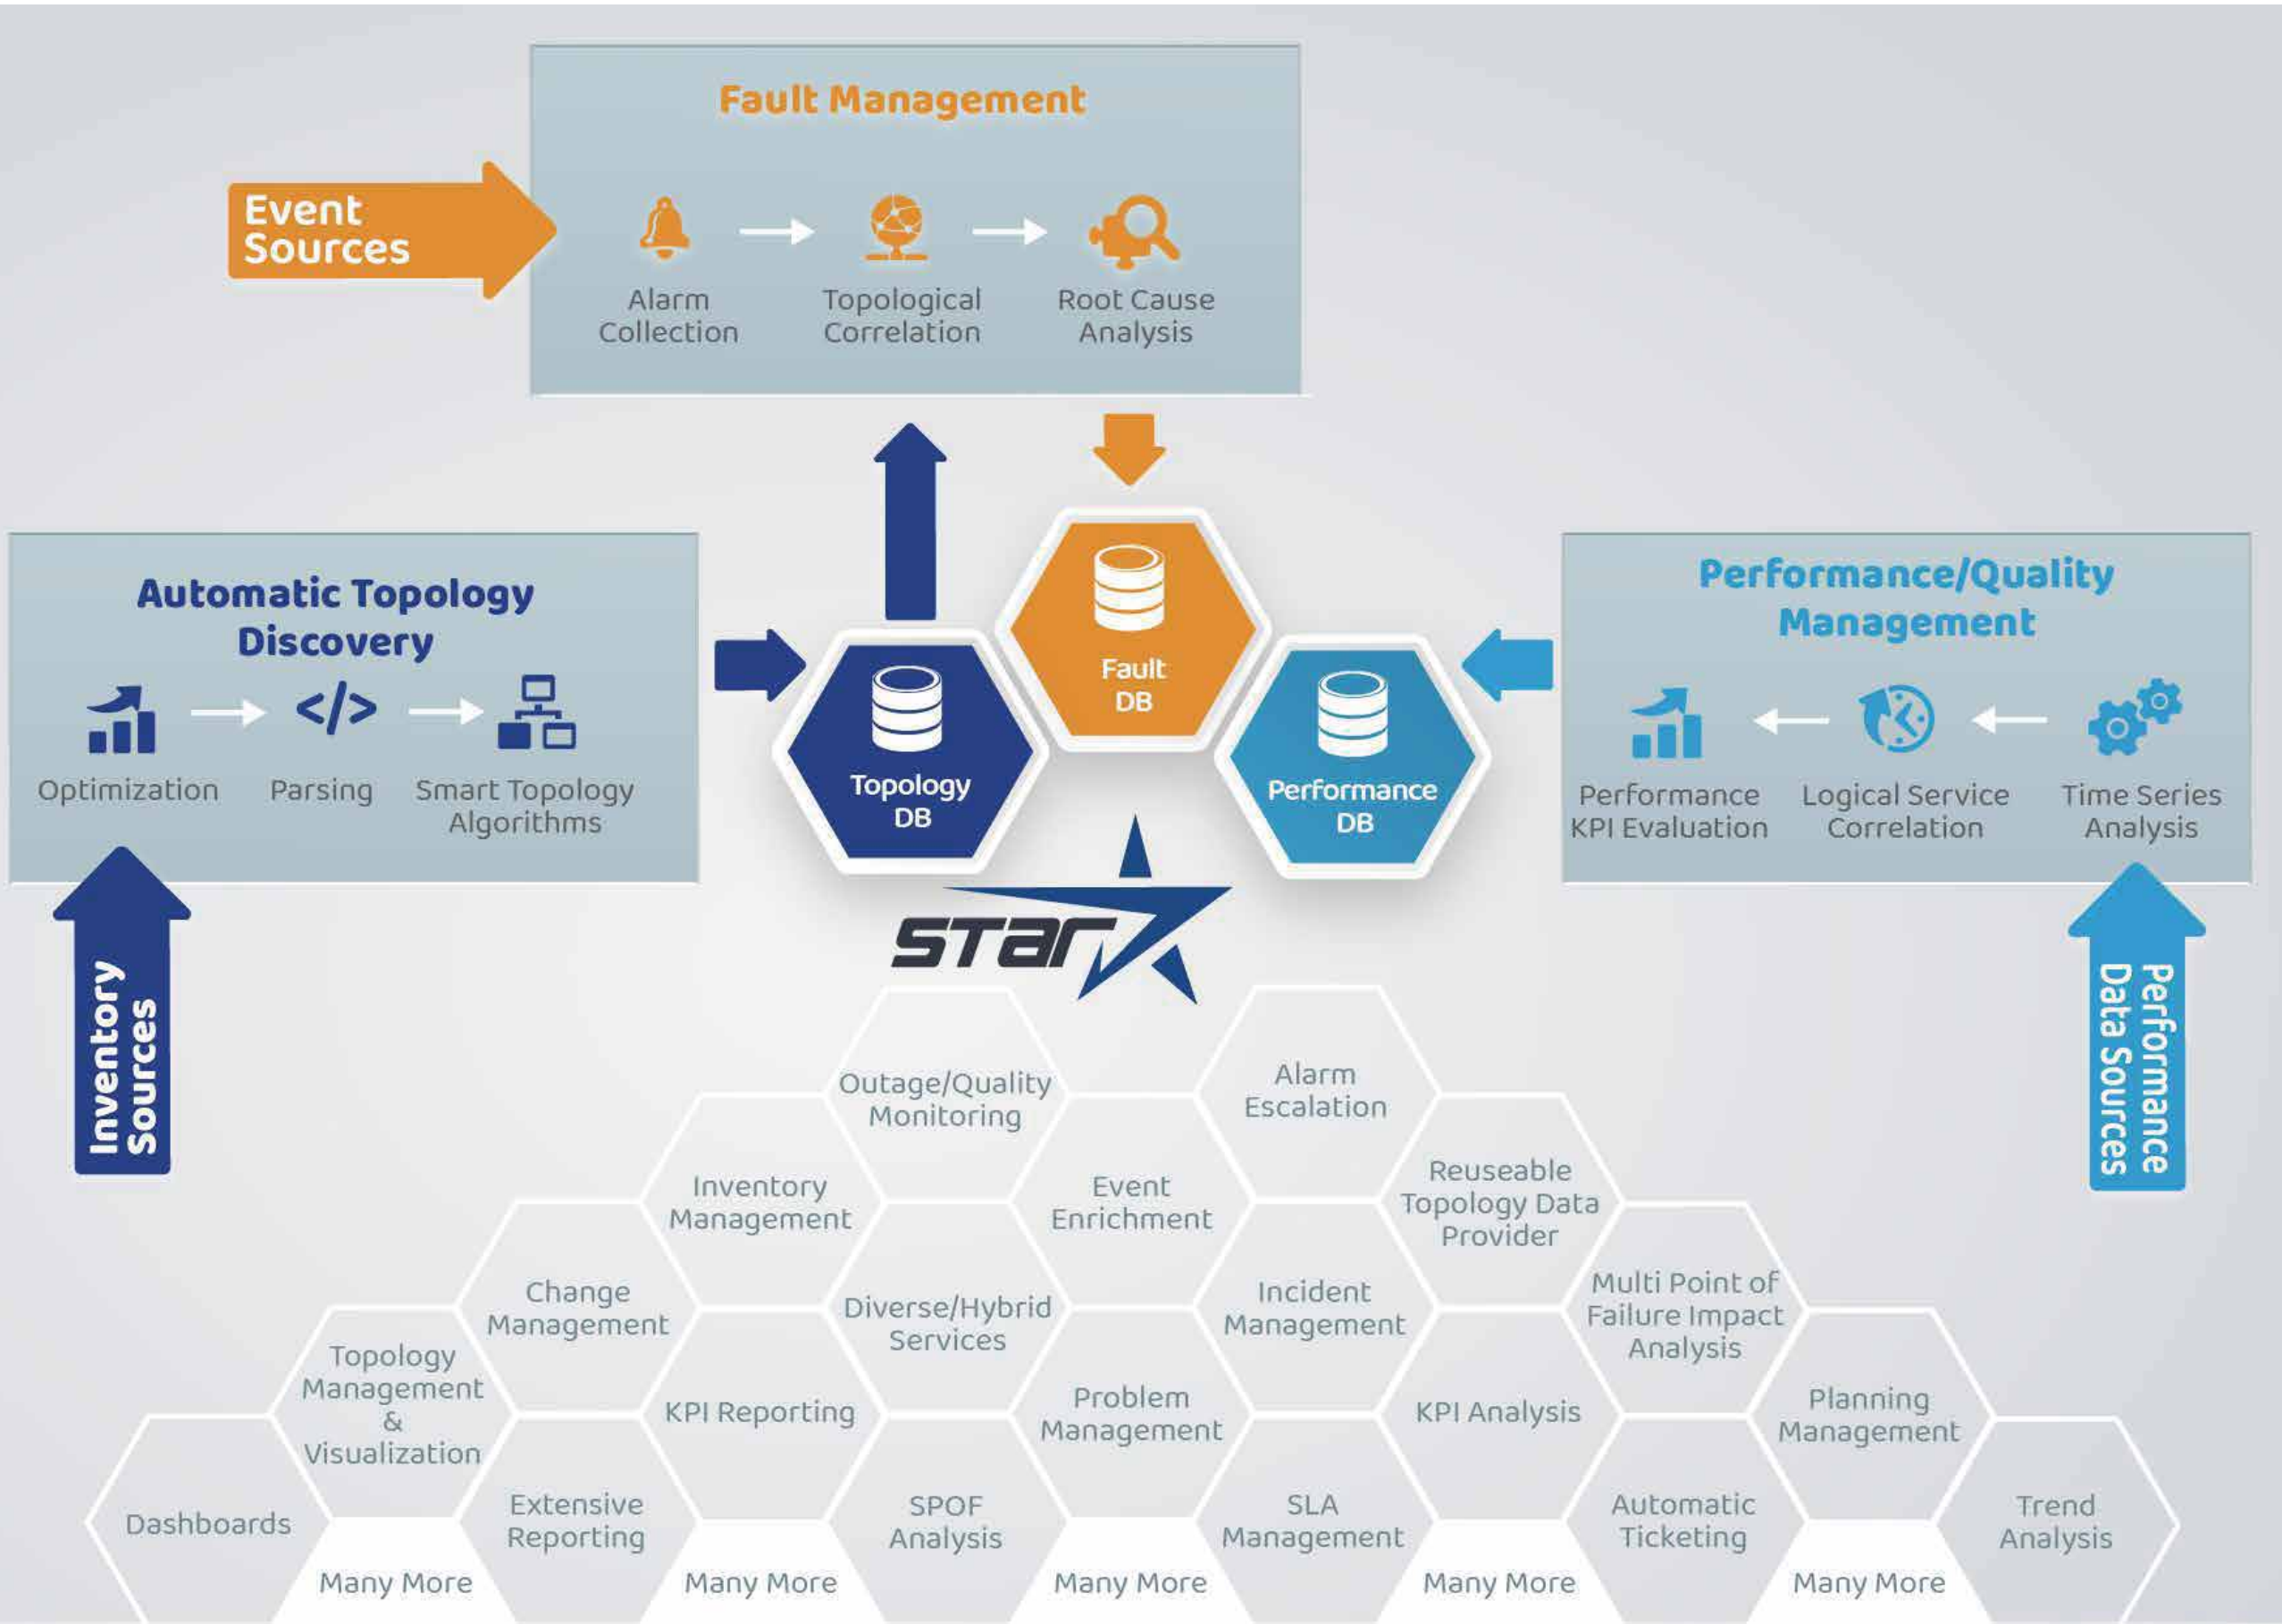 Fault Management
Event
Sources
Alarm
Collection
Topological
Correlation
Root Cause
Analysis
Automatic Topology
Discovery
Optimization
Parsing
</>
Smart Topology
Algorithms
Inventory
Sources
Topology
DB
Fault
DB
Performance
DB
Performance/Quality
Management
Performance
KPI Evaluation
Logical Service
Correlation
Time Series
Analysis
Performance
Data Sources
star
Outage/Quality
Monitoring
Alarm
Escalation
Inventory
Management
Event
Enrichment
Reuseable
Topology Data
Provider
Change
Management
Diverse/Hybrid
Services
Incident
Management
Multi Point of
Failure Impact
Analysis
Topology
Management
&
Visualization
KPI Reporting
Problem
Management
KPI Analysis
Planning
Management
Dashboards
Extensive
Reporting
SPOF
Analysis
SLA
Management
Automatic
Ticketing
Trend
Analysis
Many More
Many More
Many More
Many More
Many More